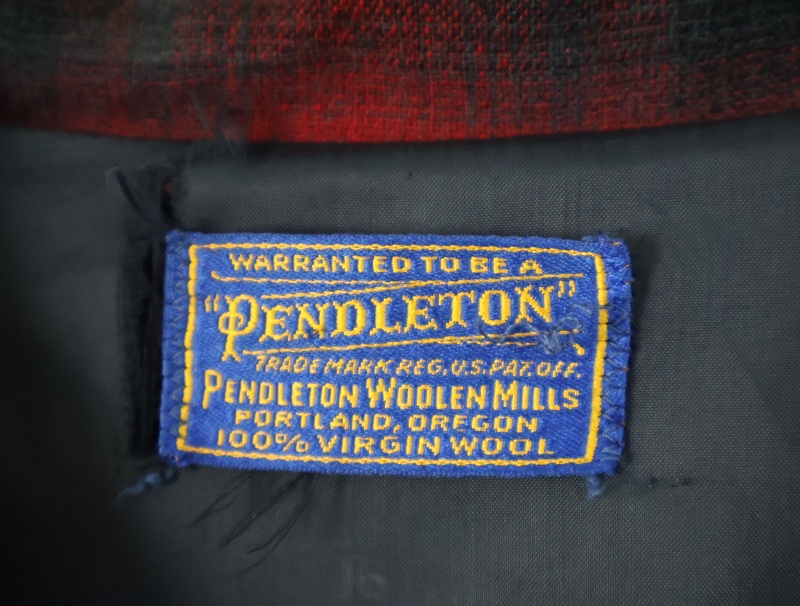 WARRANTED TO BE A
"PENDLETON"
TRADE MARK REG. U.S. PAT. OFF.
PENDLETON WOOLEN MILLS
PORTLAND, OREGON
100% VIRGIN WOOL